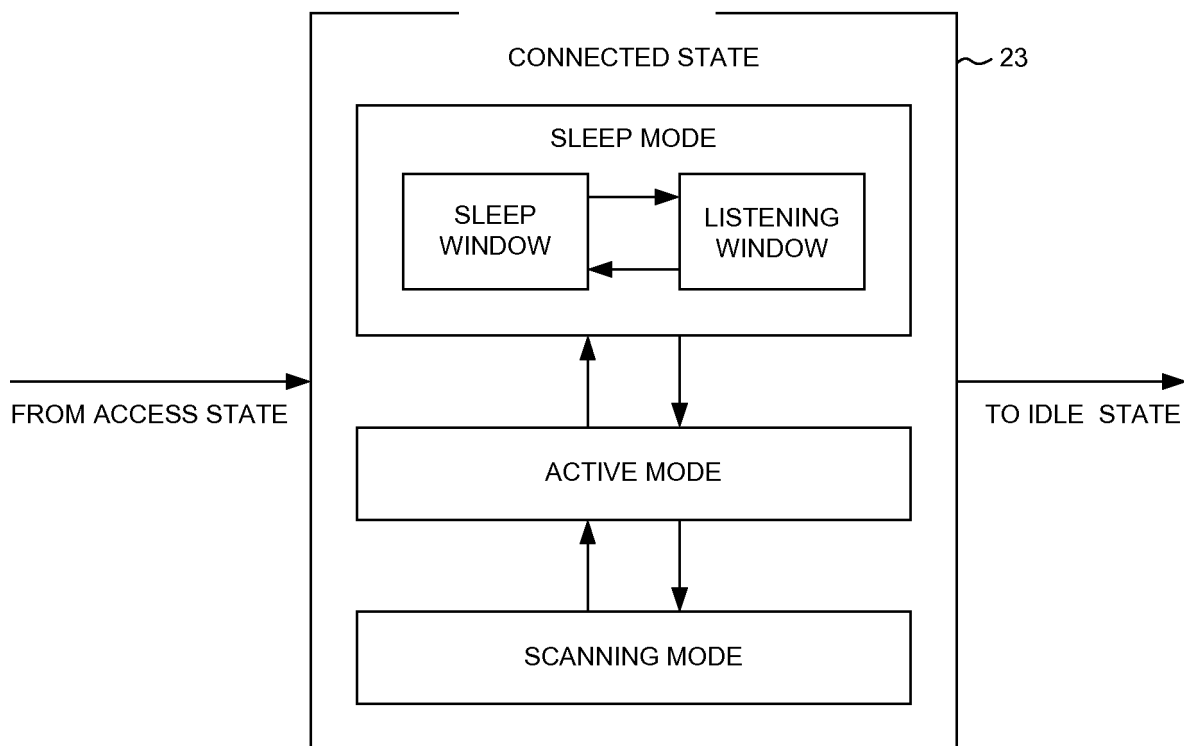 CONNECTED STATE
23
SLEEP MODE
SLEEP
WINDOW
LISTENING
WINDOW
FROM ACCESS STATE
TO IDLE STATE
ACTIVE MODE
SCANNING MODE